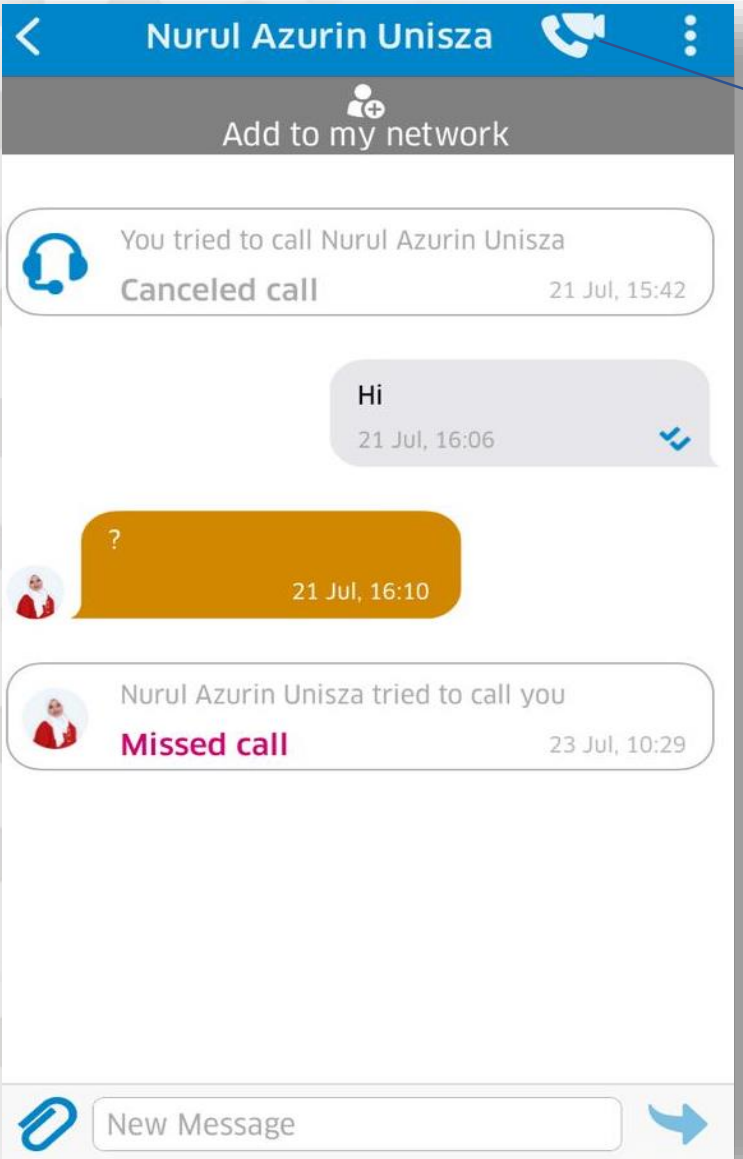 Nurul Azurin Unisza
Add to my network
You tried to call Nurul Azurin Unisza
Canceled call
21 Jul, 15:42
Hi
21 Jul, 16:06
?
21 Jul, 16:10
Nurul Azurin Unisza tried to call you
Missed call
23 Jul, 10:29
New Message